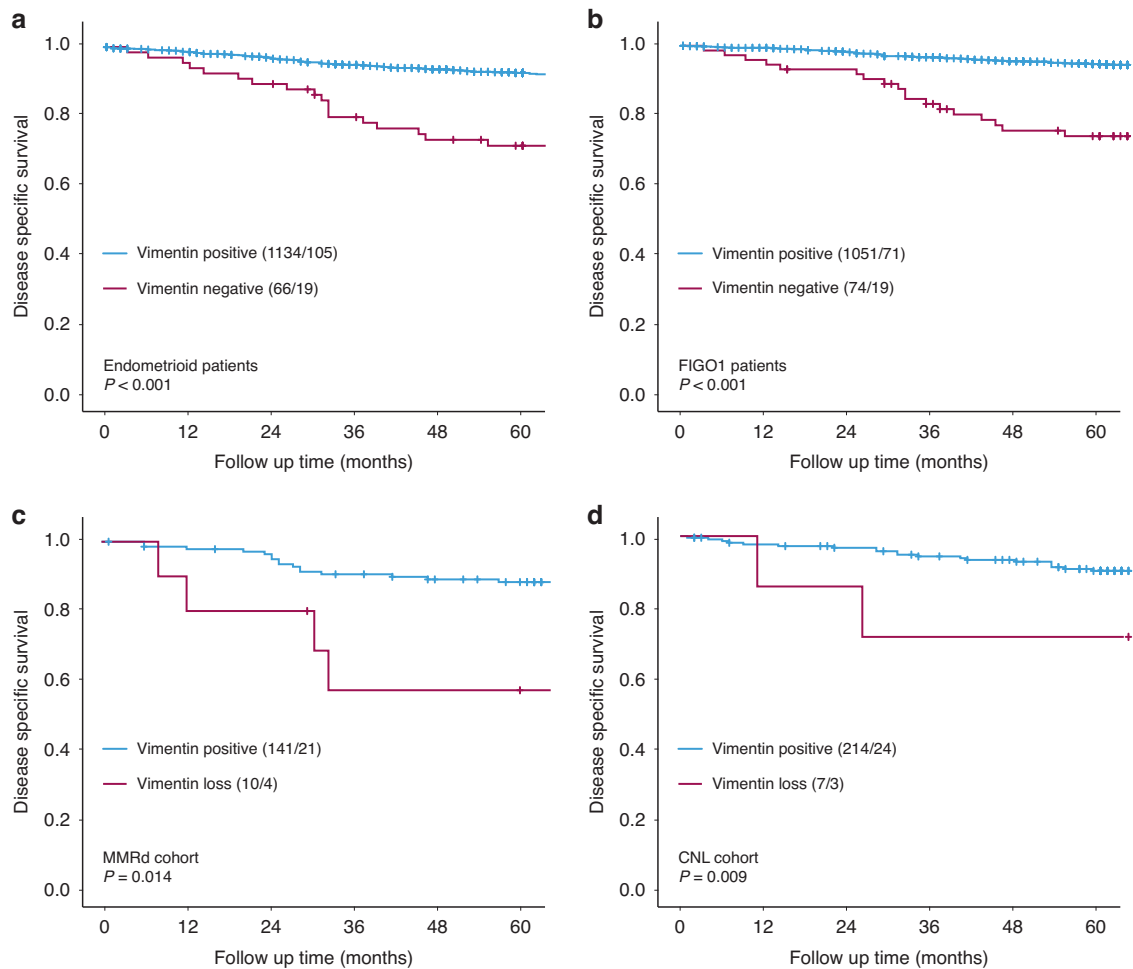 a
1.0
0.8
0.6
0.4
0.2
0.0
Disease specific survival
Vimentin positive (1134/105)
Vimentin negative (66/19)
Endometrioid patients
P < 0.001
0 12 24 36 48 60
Follow up time (months)
b
1.0
0.8
0.6
0.4
0.2
0.0
Disease specific survival
Vimentin positive (1051/71)
Vimentin negative (74/19)
FIGO1 patients
P < 0.001
0 12 24 36 48 60
Follow up time (months)
c
1.0
0.8
0.6
0.4
0.2
0.0
Disease specific survival
Vimentin positive (141/21)
Vimentin loss (10/4)
MMRd cohort
P = 0.014
0 12 24 36 48 60
Follow up time (months)
d
1.0
0.8
0.6
0.4
0.2
0.0
Disease specific survival
Vimentin positive (214/24)
Vimentin loss (7/3)
CNL cohort
P = 0.009
0 12 24 36 48 60
Follow up time (months)